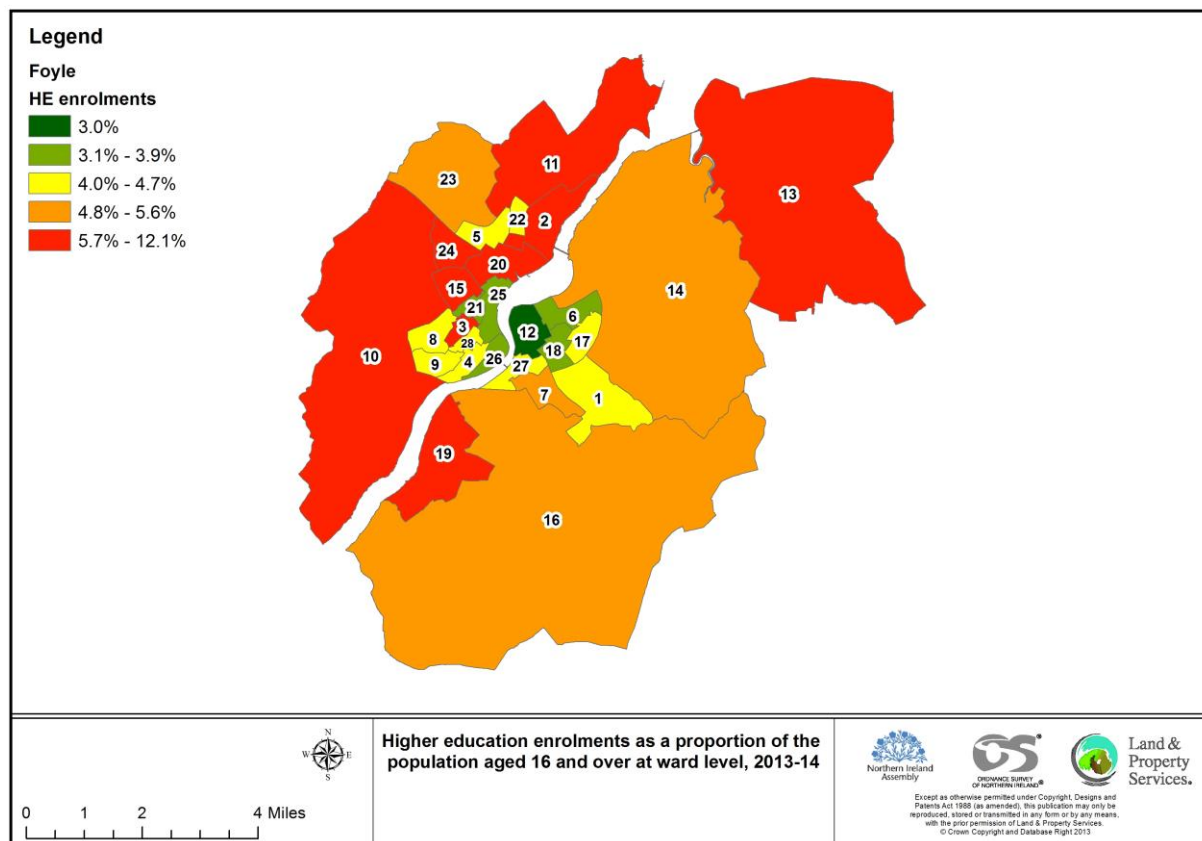 Legend
Foyle
HE enrolments
3.0%
3.1% - 3.9%
4.0% - 4.7%
4.8% - 5.6%
5.7% - 12.1%
11
13
23
22
2
5
24
20
14
15
25
21
6
3
12
8
28
17
10
18
9
4
26
27
7
1
19
16
N
W E
S
0 1 2 4 Miles
Higher education enrolments as a proportion of the
population aged 16 and over at ward level, 2013-14
Northern Ireland
Assembly
OS®
ORDNANCE SURVEY
OF NORTHERN IRELAND®
Land &
Property
Services.
Except as otherwise permitted under Copyright, Designs and
Patents Act 1988 (as amended), this publication may only be
reproduced, stored or transmitted in any form or by any means,
with the prior permission of Land & Property Services.
© Crown Copyright and Database Right 2013